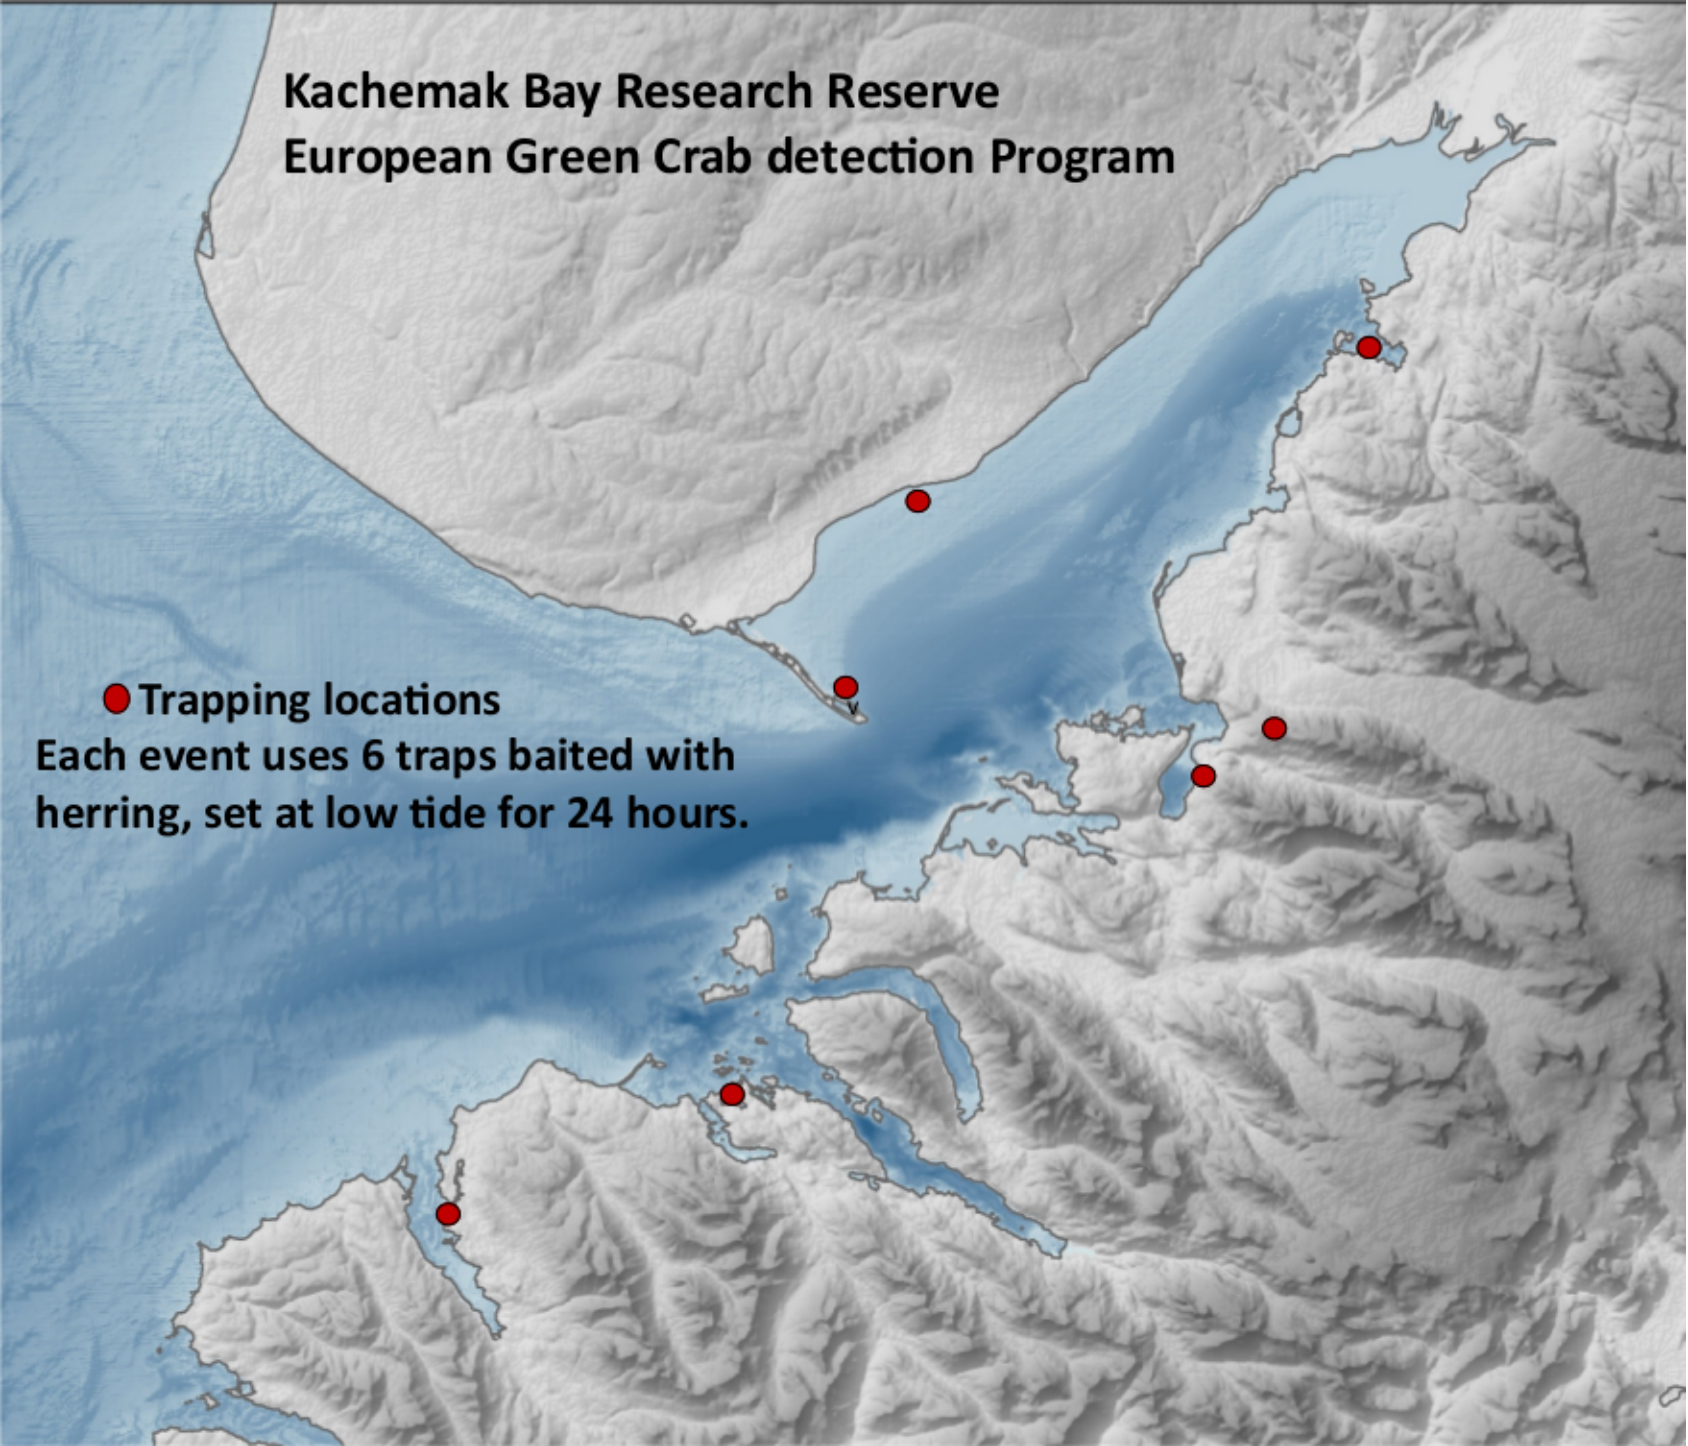 Kachemak Bay Research Reserve
European Green Crab detection Program
Trapping locations
Each event uses 6 traps baited with
herring, set at low tide for 24 hours.
v